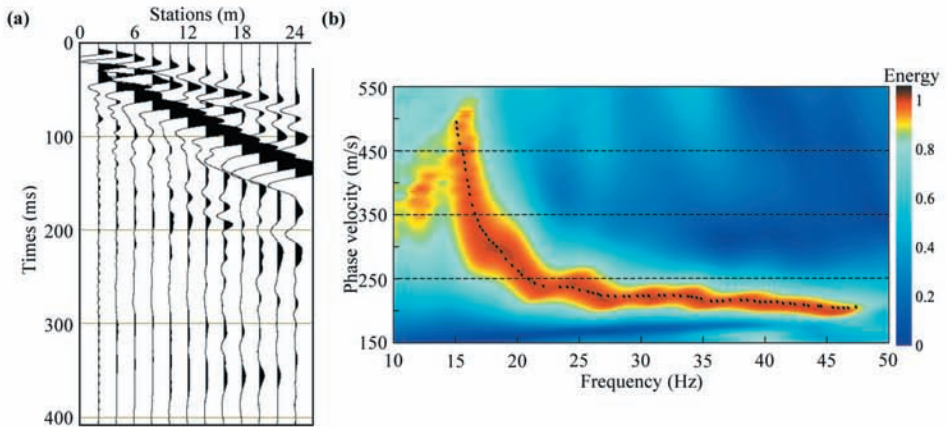 (a)
Stations (m)
0 6 12 18 24
Times (ms)
0
100
200
300
400
(b)
Energy
1
0.8
0.6
0.4
0.2
0
Phase velocity (m/s)
550
450
350
250
150
10 15 20 25 30 35 40 45 50
Frequency (Hz)